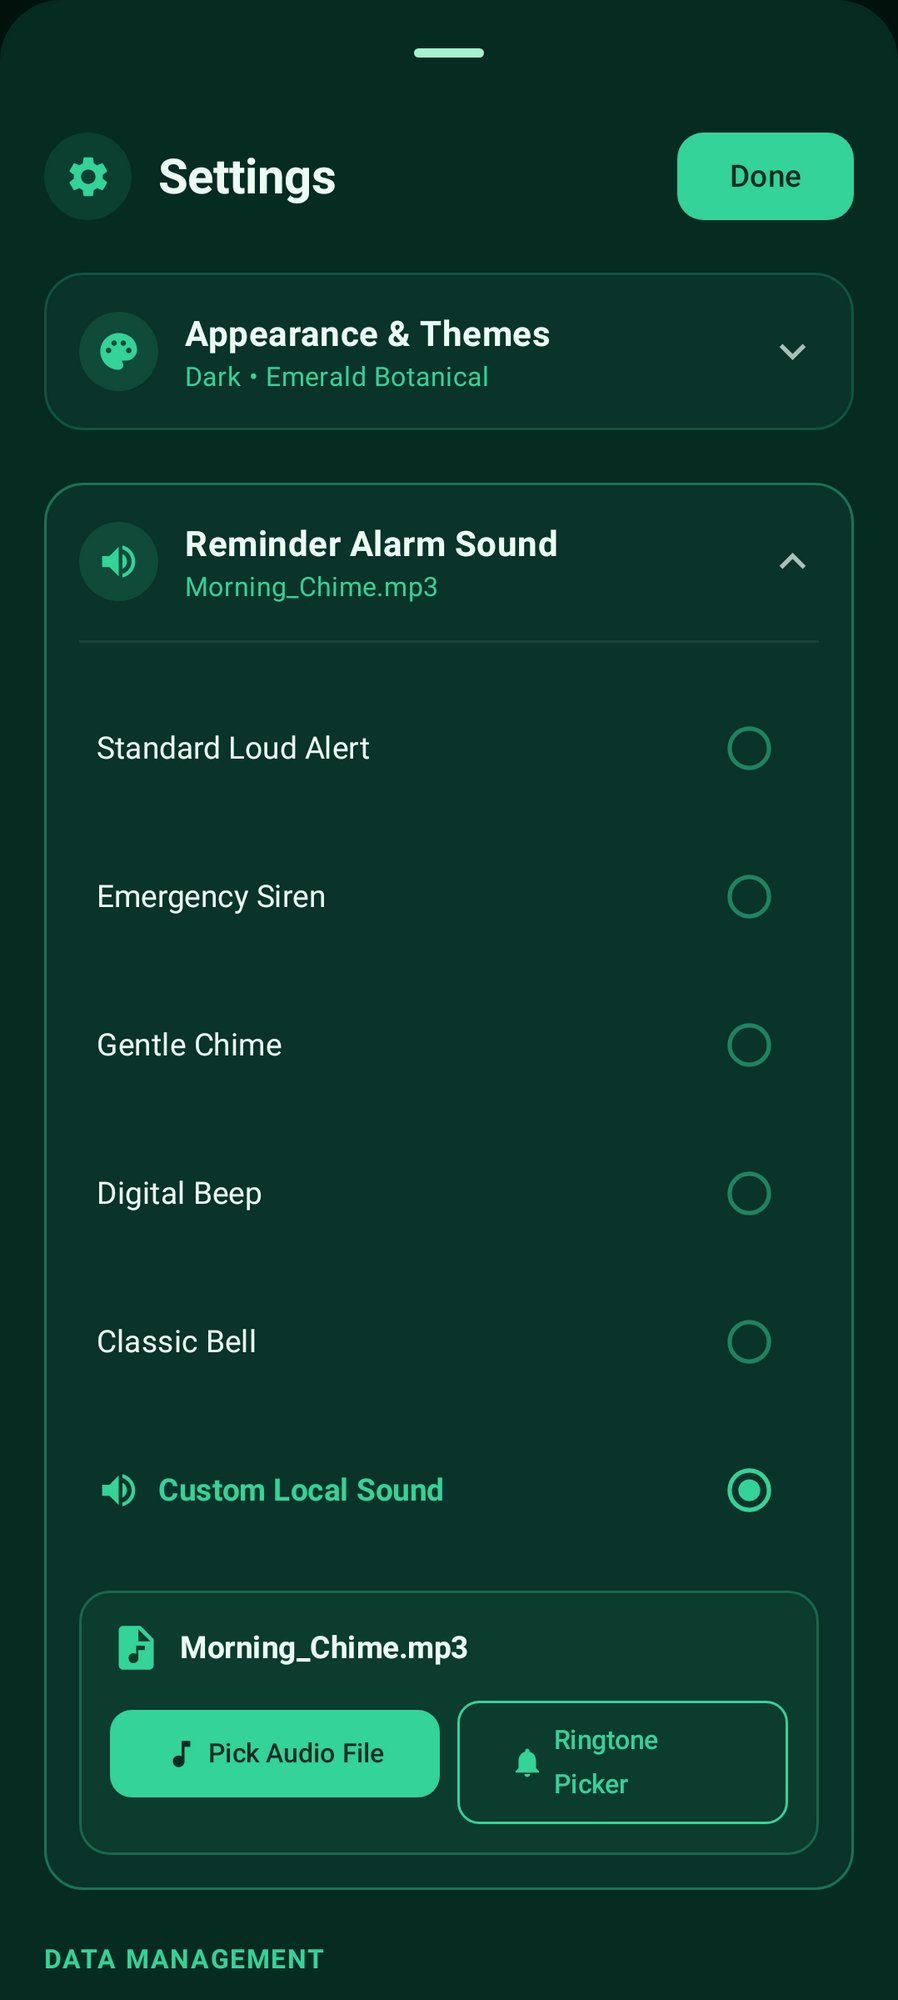 Settings
Done
Appearance & Themes
Dark • Emerald Botanical
Reminder Alarm Sound
Morning_Chime.mp3
Standard Loud Alert
Emergency Siren
Gentle Chime
Digital Beep
Classic Bell
Custom Local Sound
Morning_Chime.mp3
Pick Audio File
Ringtone
Picker
DATA MANAGEMENT